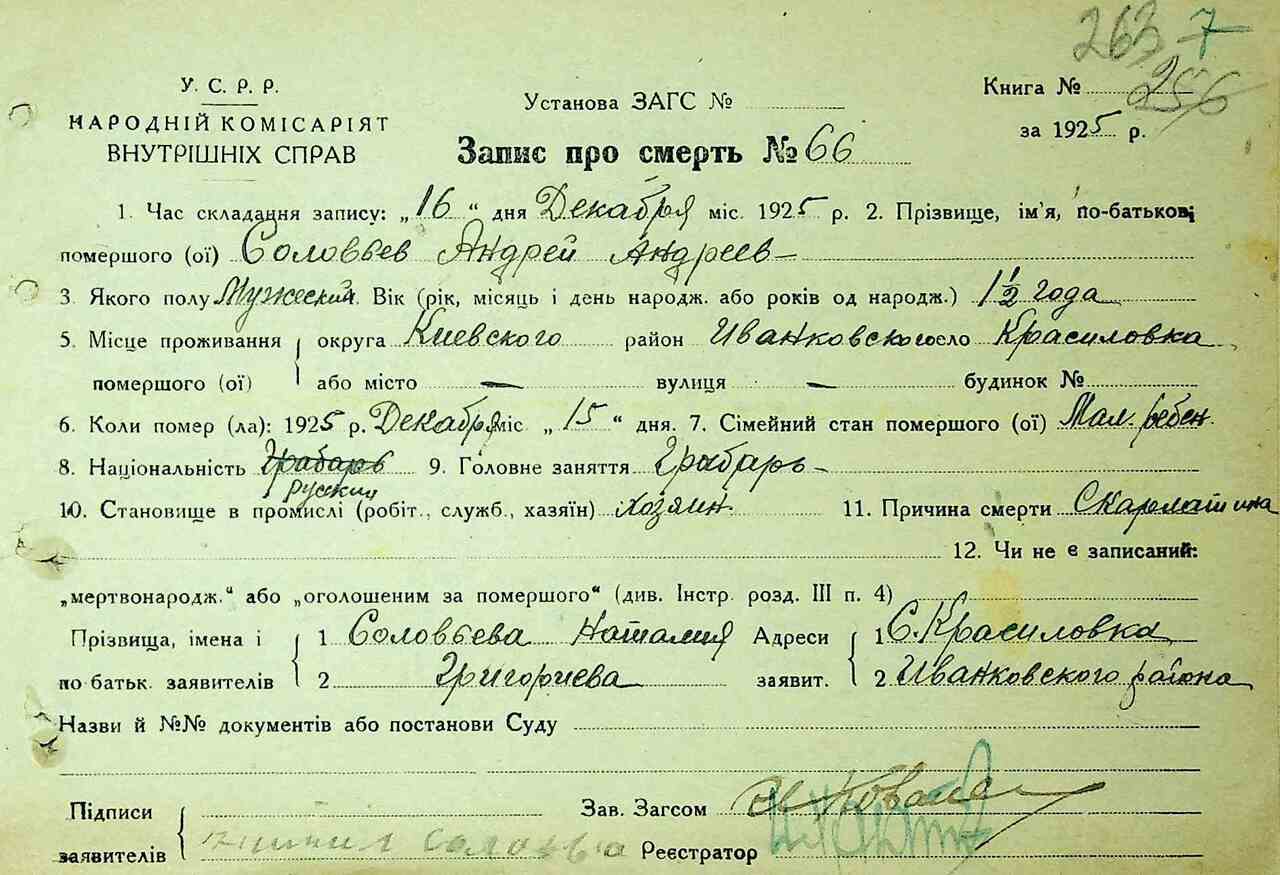 263 7
256
У. С. Р. Р.
НАРОДНІЙ КОМІСАРІЯТ
ВНУТРІШНІХ СПРАВ
Установа ЗАГС №
Книга №
за 1925 р.
Запис про смерть № 66
1. Час складання запису: „16“ дня Декабря міс. 1925 р. 2. Прізвище, ім'я, по-батькові
помершого (ої) Соловьев Андрей Андреев
3. Якого полу Мужеский. Вік (рік, місяць і день народж. або років од народж.) 1 1/2 года
5. Місце проживання округа Киевского район Иванковского село Красиловка
помершого (ої) або місто — вулиця — будинок №
6. Коли помер (ла): 1925 р. Декабря міс „15“ дня. 7. Сімейний стан помершого (ої) Мал. ребен.
8. Національність Грабарь 9. Головне заняття Грабарь
русский
10. Становище в промислі (робіт., служб., хазяїн) хозяин. 11. Причина смерти Скарлатина
12. Чи не є записаний:
„мертвонародж.“ або „оголошеним за помершого“ (див. Інстр. розд. III п. 4)
Прізвища, імена і 1 Соловьева Наталия Адреси 1 С. Красиловка
по батьк. заявителів 2 Григориева заявит. 2 Иванковского района
Назви й №№ документів або постанови Суду
Підписи Зав. Загсом
заявителів Реєстратор